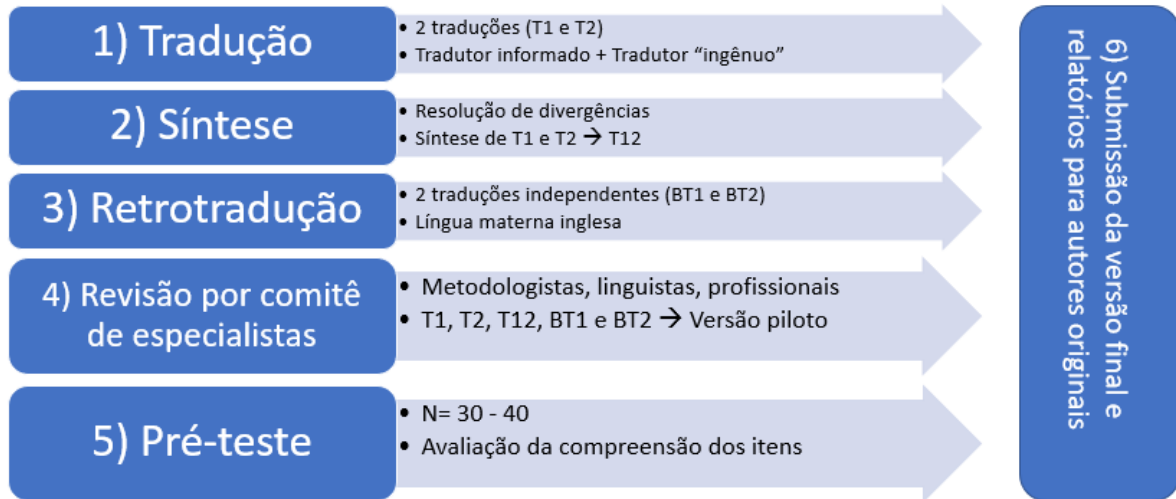 1) Tradução
• 2 traduções (T1 e T2)
• Tradutor informado + Tradutor “ingênuo”
2) Síntese
• Resolução de divergências
• Síntese de T1 e T2 → T12
3) Retrotradução
• 2 traduções independentes (BT1 e BT2)
• Língua materna inglesa
4) Revisão por comitê
de especialistas
• Metodologistas, linguistas, profissionais
• T1, T2, T12, BT1 e BT2 → Versão piloto
5) Pré-teste
• N= 30 - 40
• Avaliação da compreensão dos itens
6) Submissão da versão final e
relatórios para autores originais